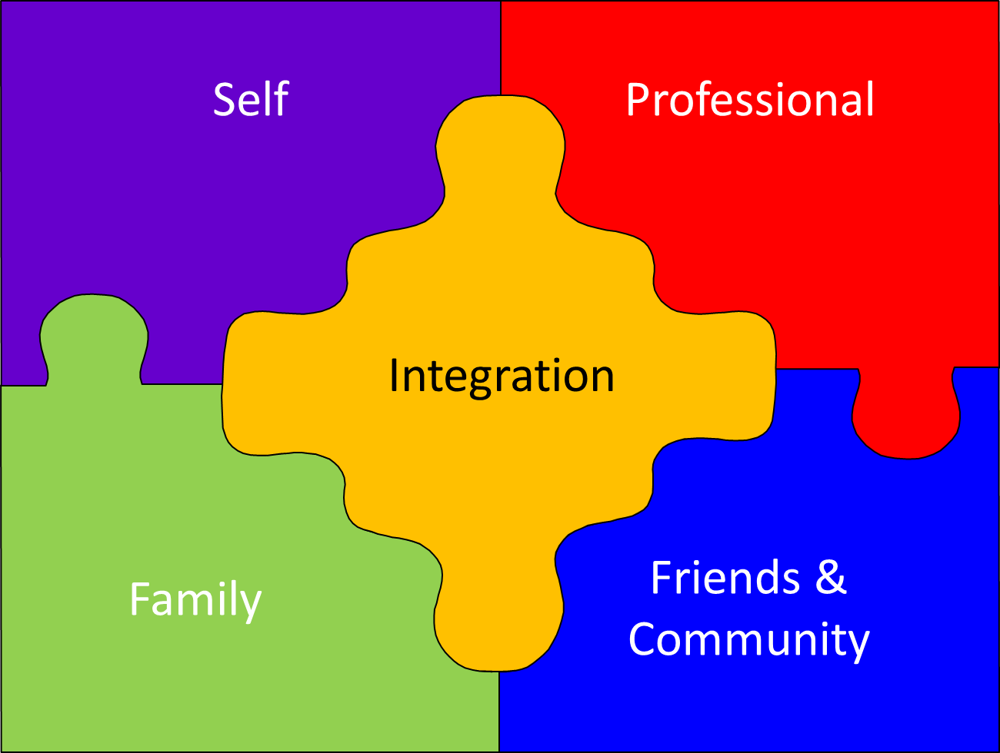 Self
Professional
Integration
Family
Friends &
Community